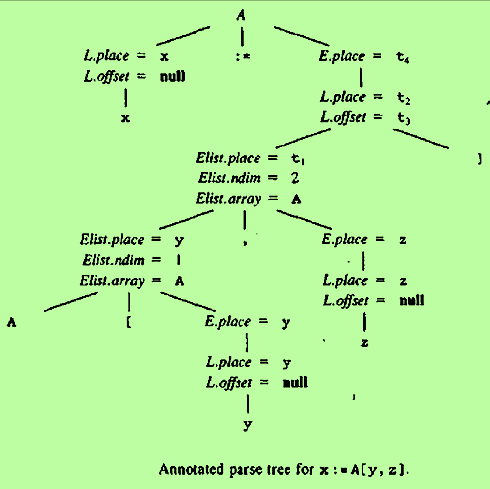 A
L.place = x := E.place = t₄
L.offset = null
L.place = t₂
x L.offset = t₃
Elist.place = t₁ ]
Elist.ndim = 2
Elist.array = A
Elist.place = y , E.place = z
Elist.ndim = 1
Elist.array = A L.place = z
L.offset = null
A [ E.place = y
z
L.place = y
L.offset = null
y
Annotated parse tree for x := A[y, z].